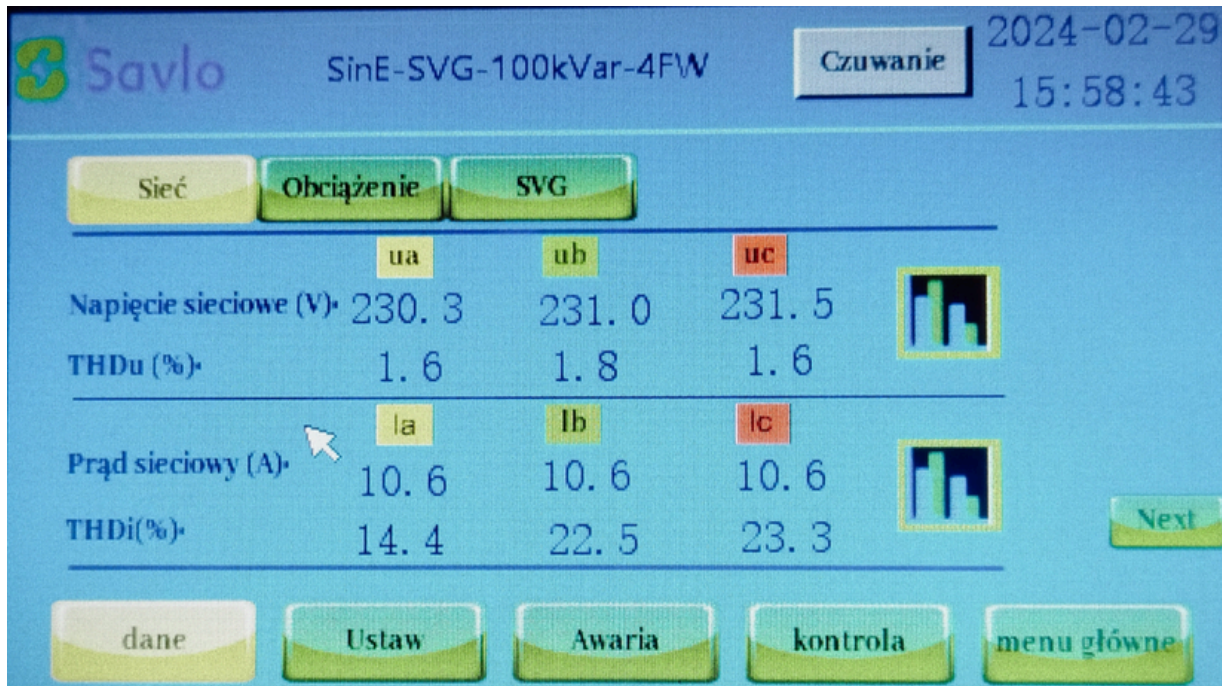 Savlo SinE-SVG-100kVar-4FW Czuwanie 2024-02-29
15:58:43
Sieć Obciążenie SVG
ua ub uc
Napięcie sieciowe (V): 230.3 231.0 231.5
THDu (%): 1.6 1.8 1.6
Ia Ib Ic
Prąd sieciowy (A): 10.6 10.6 10.6
THDi(%): 14.4 22.5 23.3
Next
dane Ustaw Awaria kontrola menu główne